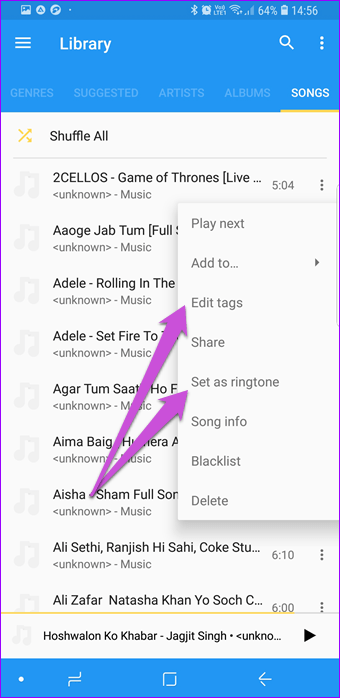 VoD LTE1 64% 14:56
Library
GENRES SUGGESTED ARTISTS ALBUMS SONGS
Shuffle All
2CELLOS - Game of Thrones [Live ...
<unknown> - Music
5:04
Aaoge Jab Tum [Full S
<unknown> - Music
Adele - Rolling In The
<unknown> - Music
Adele - Set Fire To T
<unknown> - Music
Agar Tum Saath Ho F
<unknown> - Music
Aima Baig, Humera A
<unknown> - Music
Aisha - Sham Full Son
<unknown> - Music
Play next
Add to...
Edit tags
Share
Set as ringtone
Song info
Blacklist
Delete
Ali Sethi, Ranjish Hi Sahi, Coke Stu...
<unknown> - Music
6:10
Ali Zafar Natasha Khan Yo Soch C...
<unknown> - Music
6:00
Hoshwalon Ko Khabar - Jagjit Singh • <unkno...